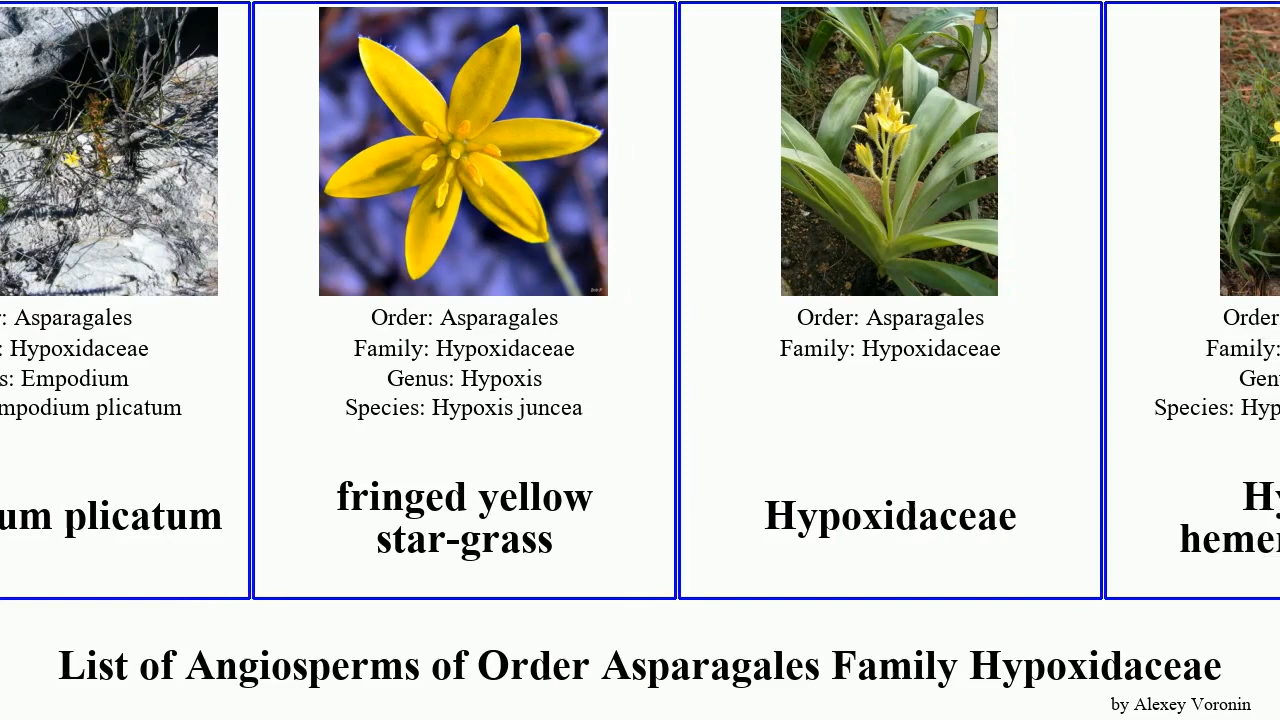 r: Asparagales
: Hypoxidaceae
s: Empodium
mpodium plicatum
um plicatum
Order: Asparagales
Family: Hypoxidaceae
Genus: Hypoxis
Species: Hypoxis juncea
fringed yellow
star-grass
Order: Asparagales
Family: Hypoxidaceae
Hypoxidaceae
Order
Family:
Gen
Species: Hyp
Hy
heme
List of Angiosperms of Order Asparagales Family Hypoxidaceae
by Alexey Voronin